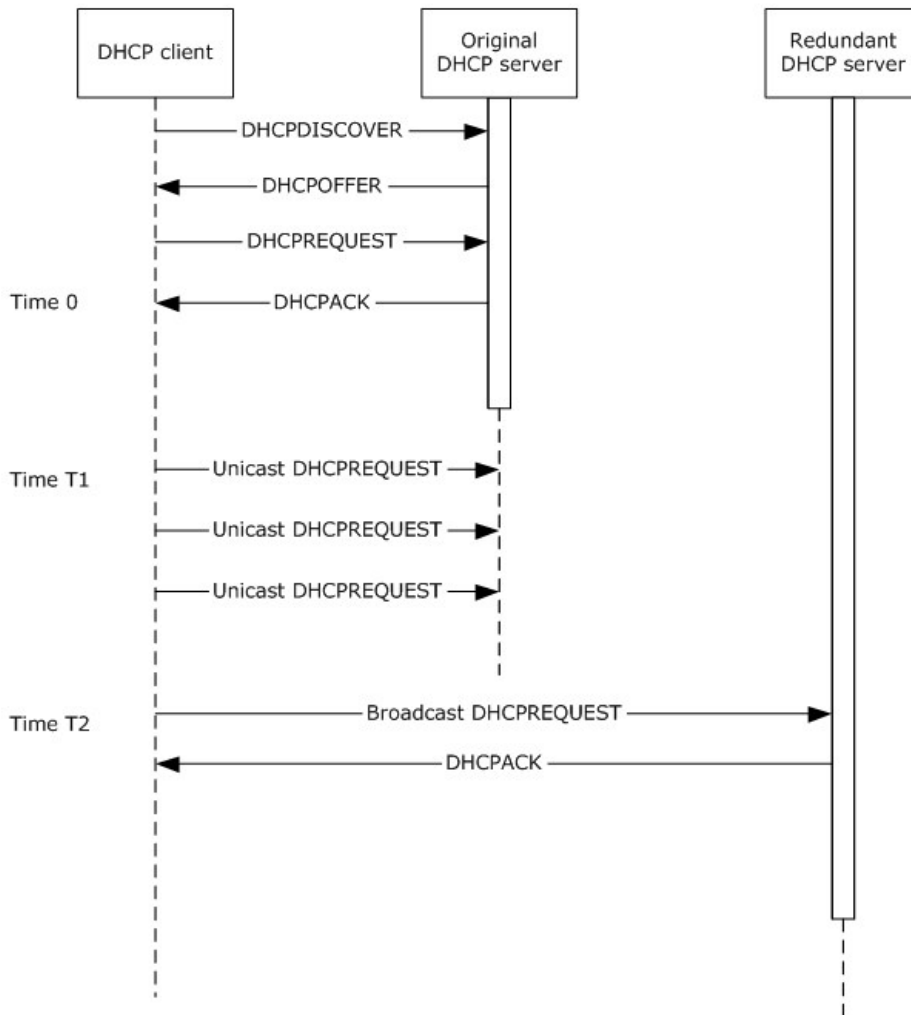 DHCP client
Original
DHCP server
Redundant
DHCP server
DHCPDISCOVER
DHCPOFFER
DHCPREQUEST
Time 0
DHCPACK
Time T1
Unicast DHCPREQUEST
Unicast DHCPREQUEST
Unicast DHCPREQUEST
Time T2
Broadcast DHCPREQUEST
DHCPACK